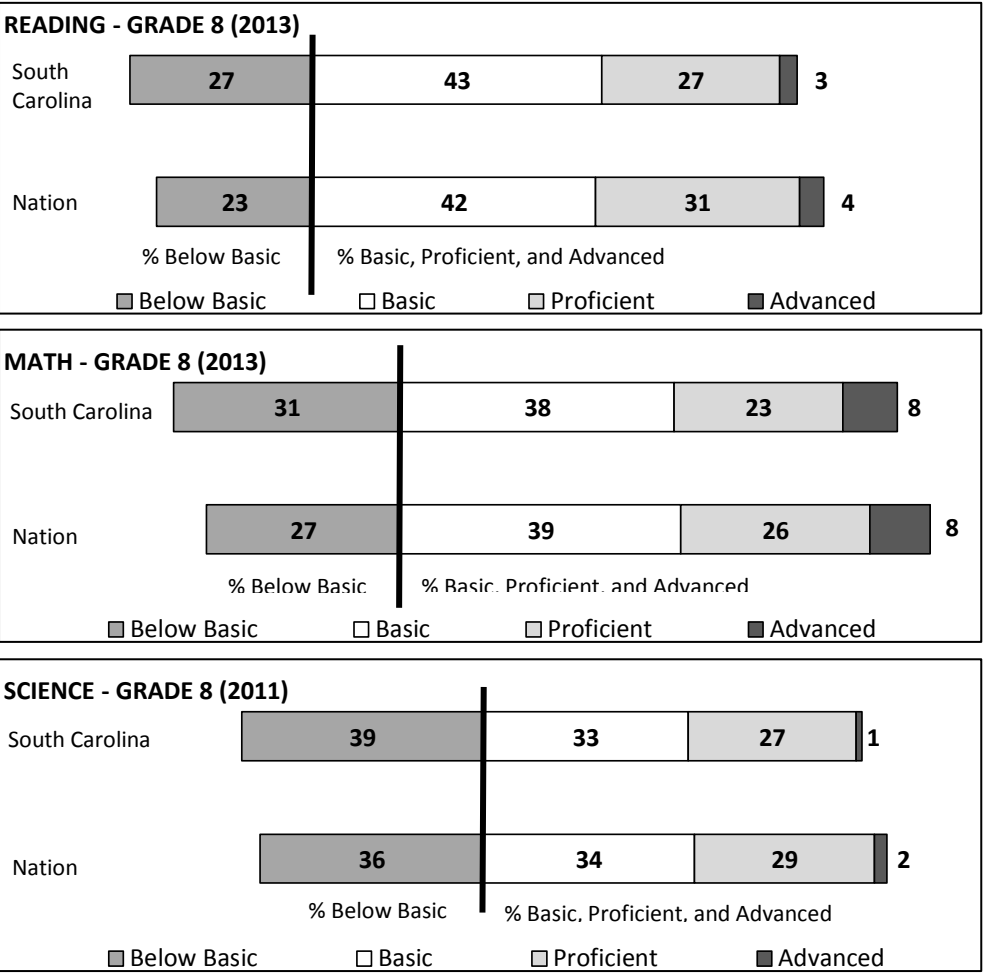 READING - GRADE 8 (2013)
South
Carolina
27 43 27 3
Nation 23 42 31 4
% Below Basic % Basic, Proficient, and Advanced
Below Basic Basic Proficient Advanced
MATH - GRADE 8 (2013)
South Carolina 31 38 23 8
Nation 27 39 26 8
% Below Basic % Basic, Proficient, and Advanced
Below Basic Basic Proficient Advanced
SCIENCE - GRADE 8 (2011)
South Carolina 39 33 27 1
Nation 36 34 29 2
% Below Basic % Basic, Proficient, and Advanced
Below Basic Basic Proficient Advanced